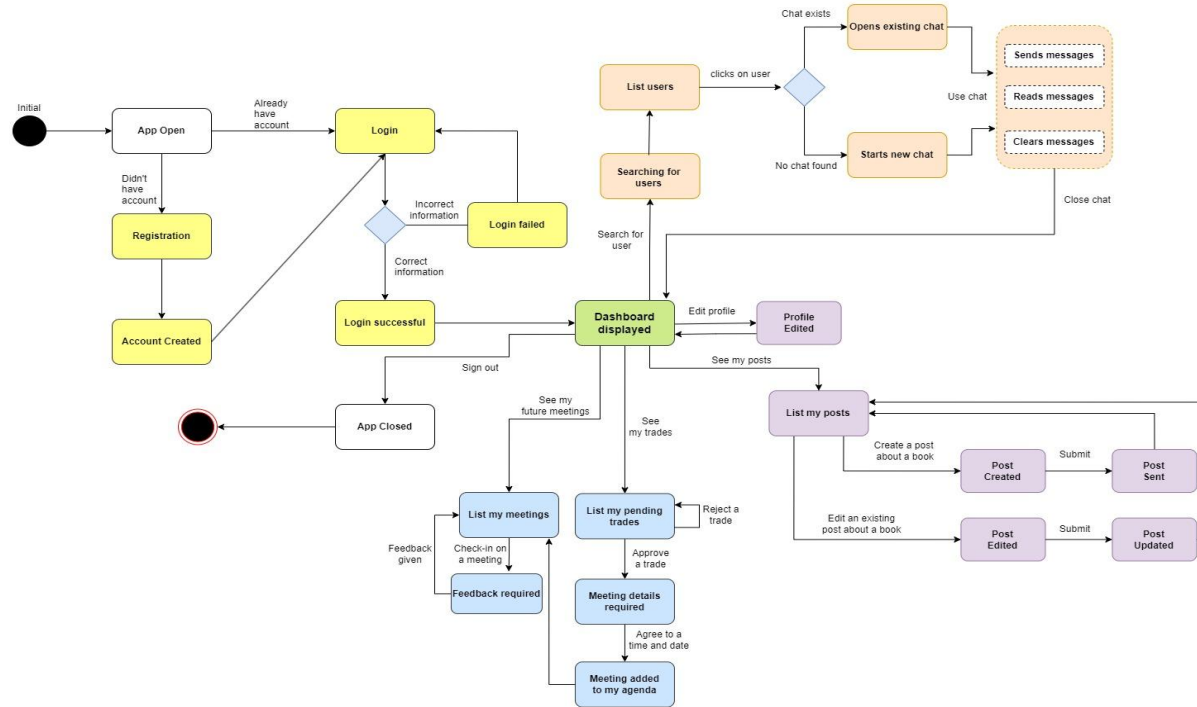 Initial
App Open
Already
have
account
Login
Didn't
have
account
Registration
Account Created
Incorrect
information
Login failed
Correct
information
Login successful
Sign out
App Closed
Dashboard
displayed
Search for
user
Searching for
users
List users
clicks on user
Chat exists
Opens existing chat
No chat found
Starts new chat
Use chat
Sends messages
Reads messages
Clears messages
Close chat
Edit profile
Profile
Edited
See my posts
List my posts
Create a post
about a book
Post
Created
Submit
Post
Sent
Edit an existing
post about a book
Post
Edited
Submit
Post
Updated
See my
future meetings
List my meetings
Feedback
given
Check-in on
a meeting
Feedback required
See
my trades
List my pending
trades
Reject a
trade
Approve
a trade
Meeting details
required
Agree to a
time and date
Meeting added
to my agenda